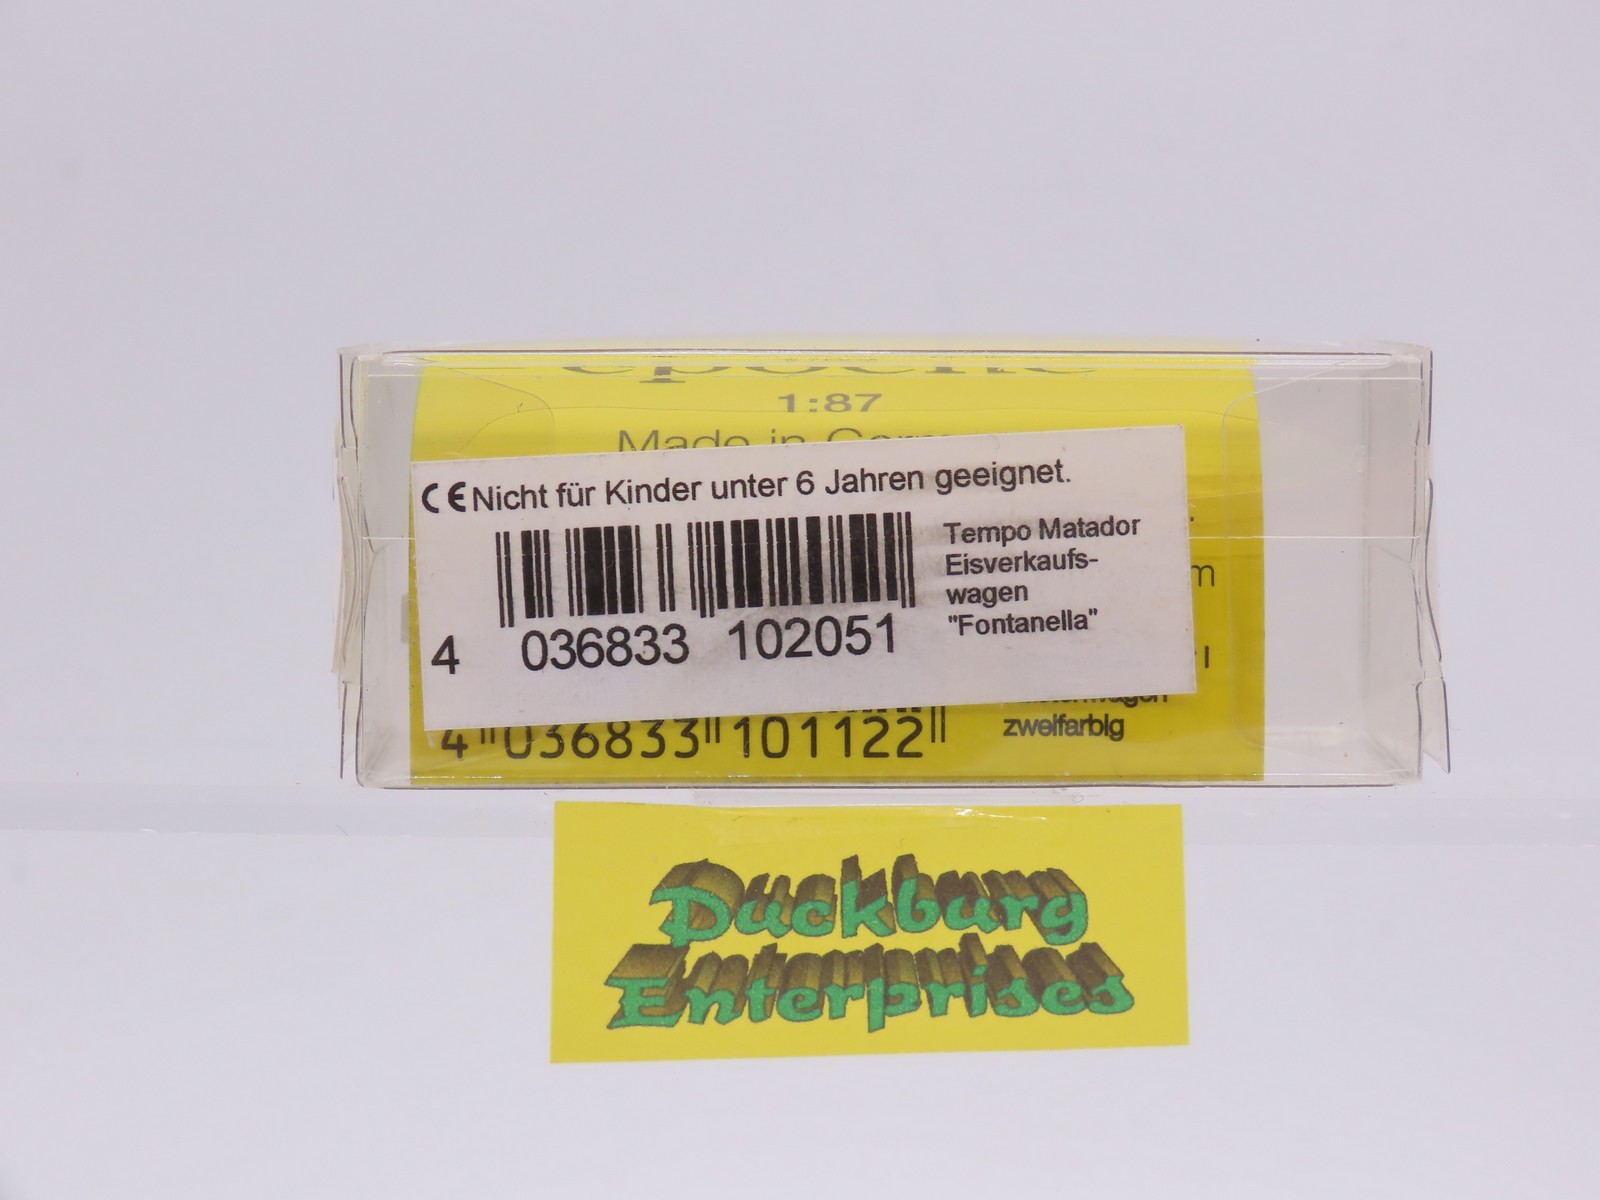 epoche
1:87
Made in
CE Nicht für Kinder unter 6 Jahren geeignet.
Tempo Matador
Eisverkaufs-
wagen
"Fontanella"
4 036833 102051
zweifarbig
4 036833 101122
Duckburg
Enterprises